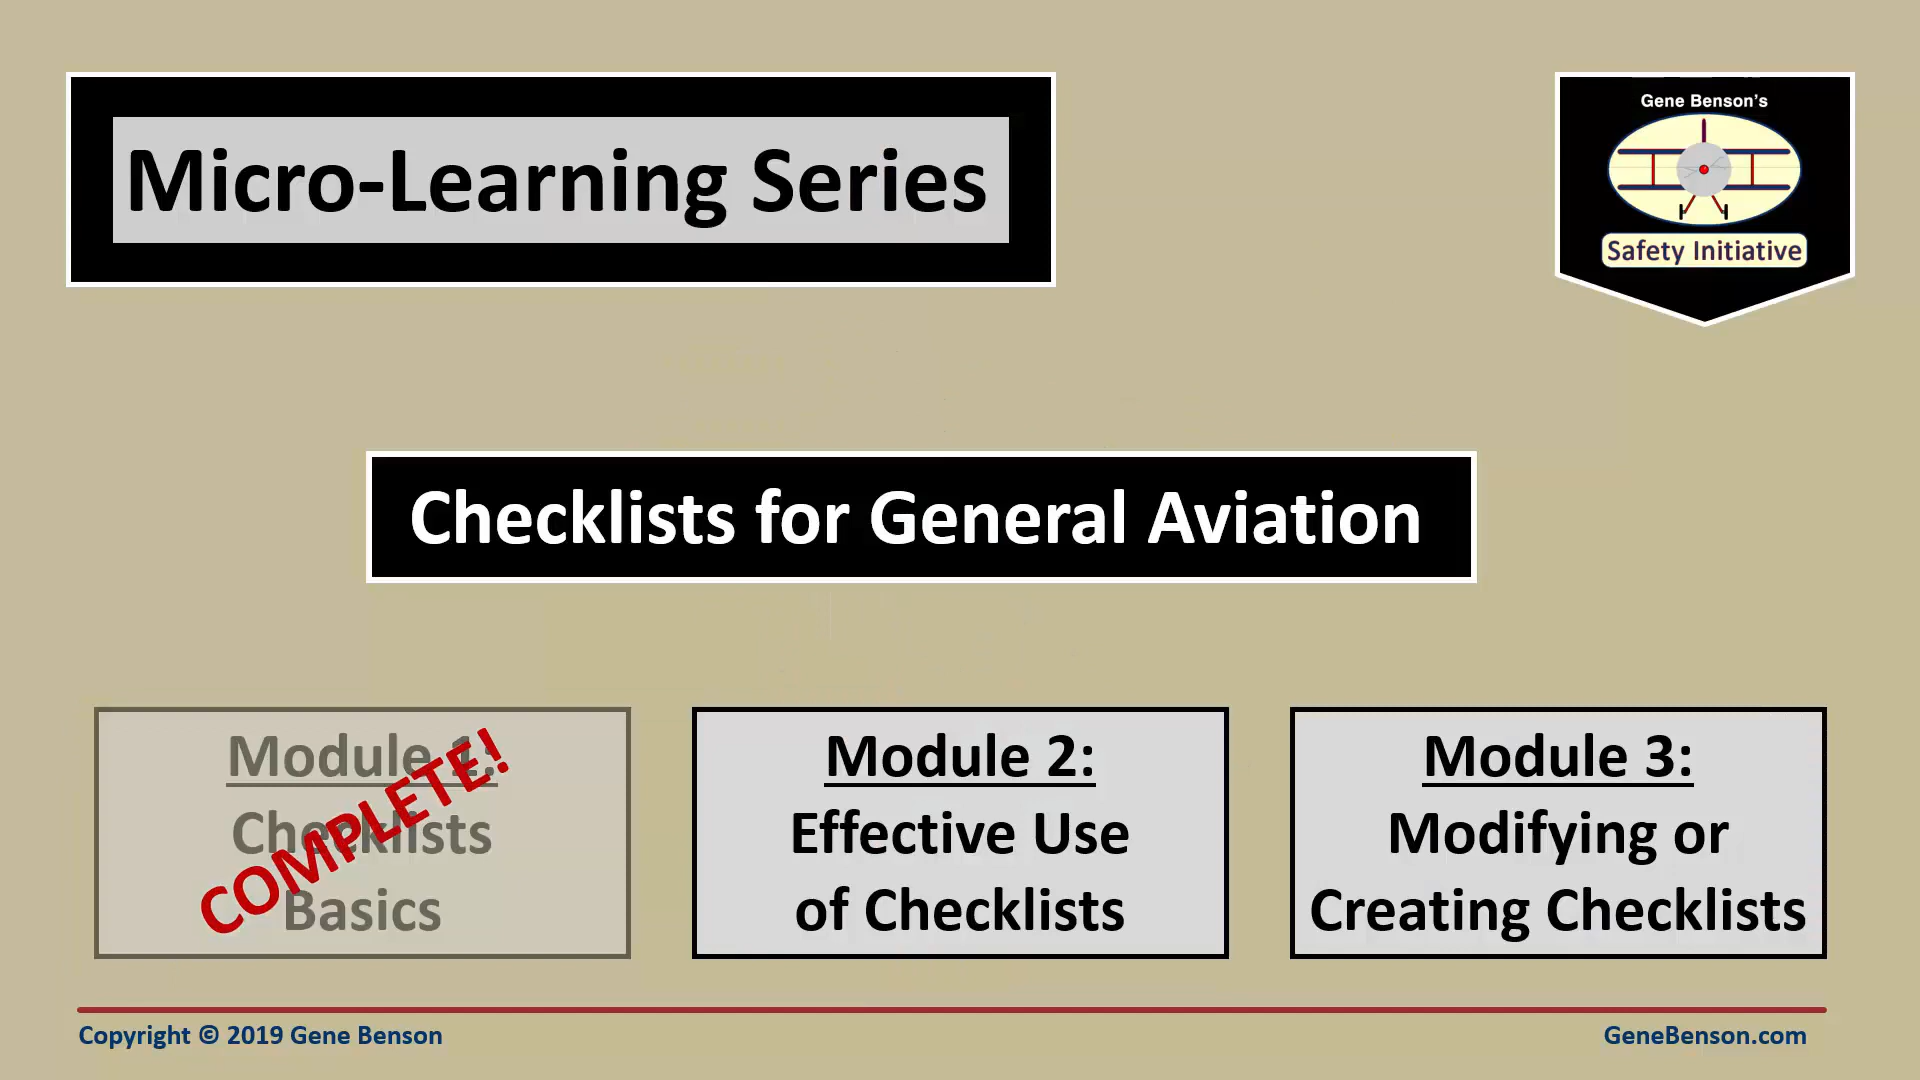 Micro-Learning Series
Gene Benson's
Safety Initiative
Checklists for General Aviation
Module 1:
Checklists
Basics
COMPLETE!
Module 2:
Effective Use
of Checklists
Module 3:
Modifying or
Creating Checklists
Copyright © 2019 Gene Benson
GeneBenson.com